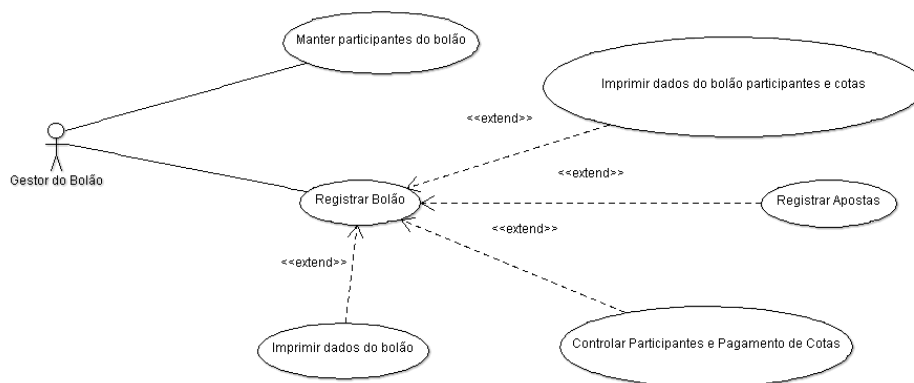 Manter participantes do bolão
Imprimir dados do bolão participantes e cotas
<<extend>>
Gestor do Bolão
<<extend>>
Registrar Bolão
Registrar Apostas
<<extend>>
<<extend>>
Imprimir dados do bolão
Controlar Participantes e Pagamento de Cotas